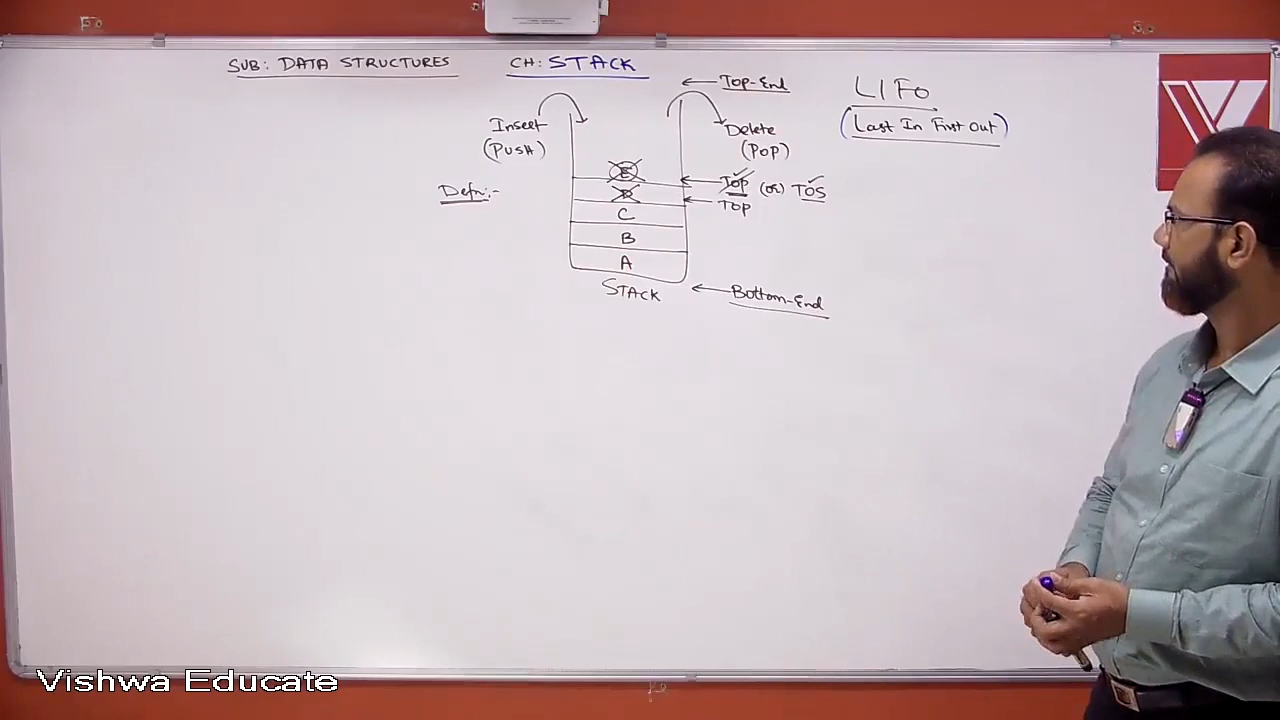 SUB: DATA STRUCTURES CH: STACK
Top-End
LIFO
Insert
(PUSH)
Delete
(POP)
(Last In First Out)
E
TOP (or) TOS
Defn:-
D
TOP
C
B
A
STACK
Bottom-End
Vishwa Educate